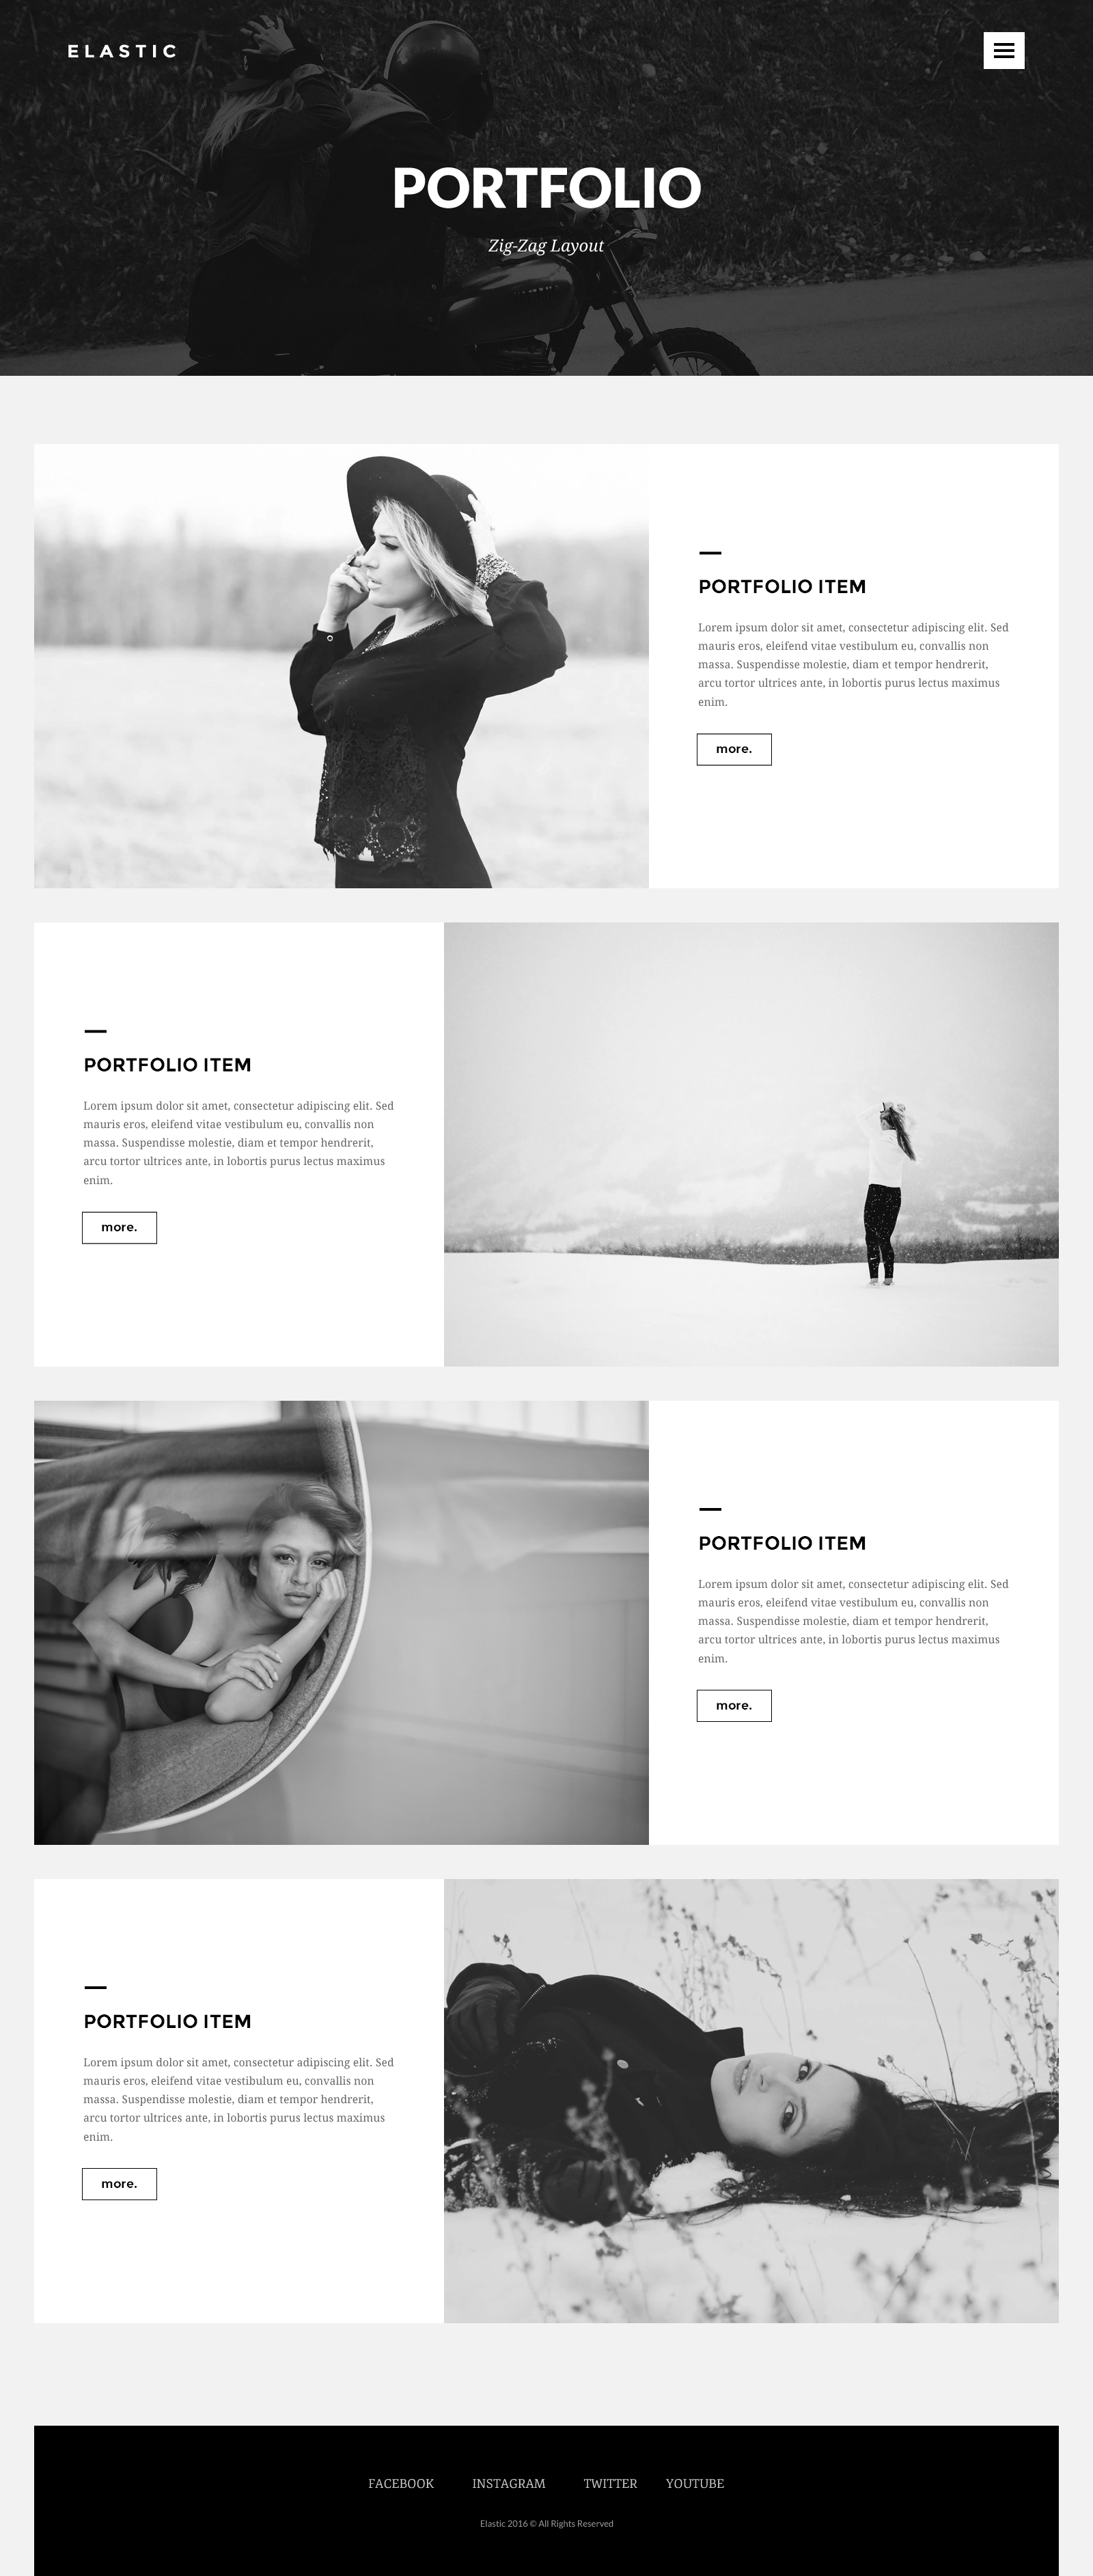 ELASTIC
PORTFOLIO
Zig-Zag Layout
PORTFOLIO ITEM
Lorem ipsum dolor sit amet, consectetur adipiscing elit. Sed
mauris eros, eleifend vitae vestibulum eu, convallis non
massa. Suspendisse molestie, diam et tempor hendrerit,
arcu tortor ultrices ante, in lobortis purus lectus maximus
enim.
more.
PORTFOLIO ITEM
Lorem ipsum dolor sit amet, consectetur adipiscing elit. Sed
mauris eros, eleifend vitae vestibulum eu, convallis non
massa. Suspendisse molestie, diam et tempor hendrerit,
arcu tortor ultrices ante, in lobortis purus lectus maximus
enim.
more.
PORTFOLIO ITEM
Lorem ipsum dolor sit amet, consectetur adipiscing elit. Sed
mauris eros, eleifend vitae vestibulum eu, convallis non
massa. Suspendisse molestie, diam et tempor hendrerit,
arcu tortor ultrices ante, in lobortis purus lectus maximus
enim.
more.
PORTFOLIO ITEM
Lorem ipsum dolor sit amet, consectetur adipiscing elit. Sed
mauris eros, eleifend vitae vestibulum eu, convallis non
massa. Suspendisse molestie, diam et tempor hendrerit,
arcu tortor ultrices ante, in lobortis purus lectus maximus
enim.
more.
FACEBOOK INSTAGRAM TWITTER YOUTUBE
Elastic 2016 © All Rights Reserved